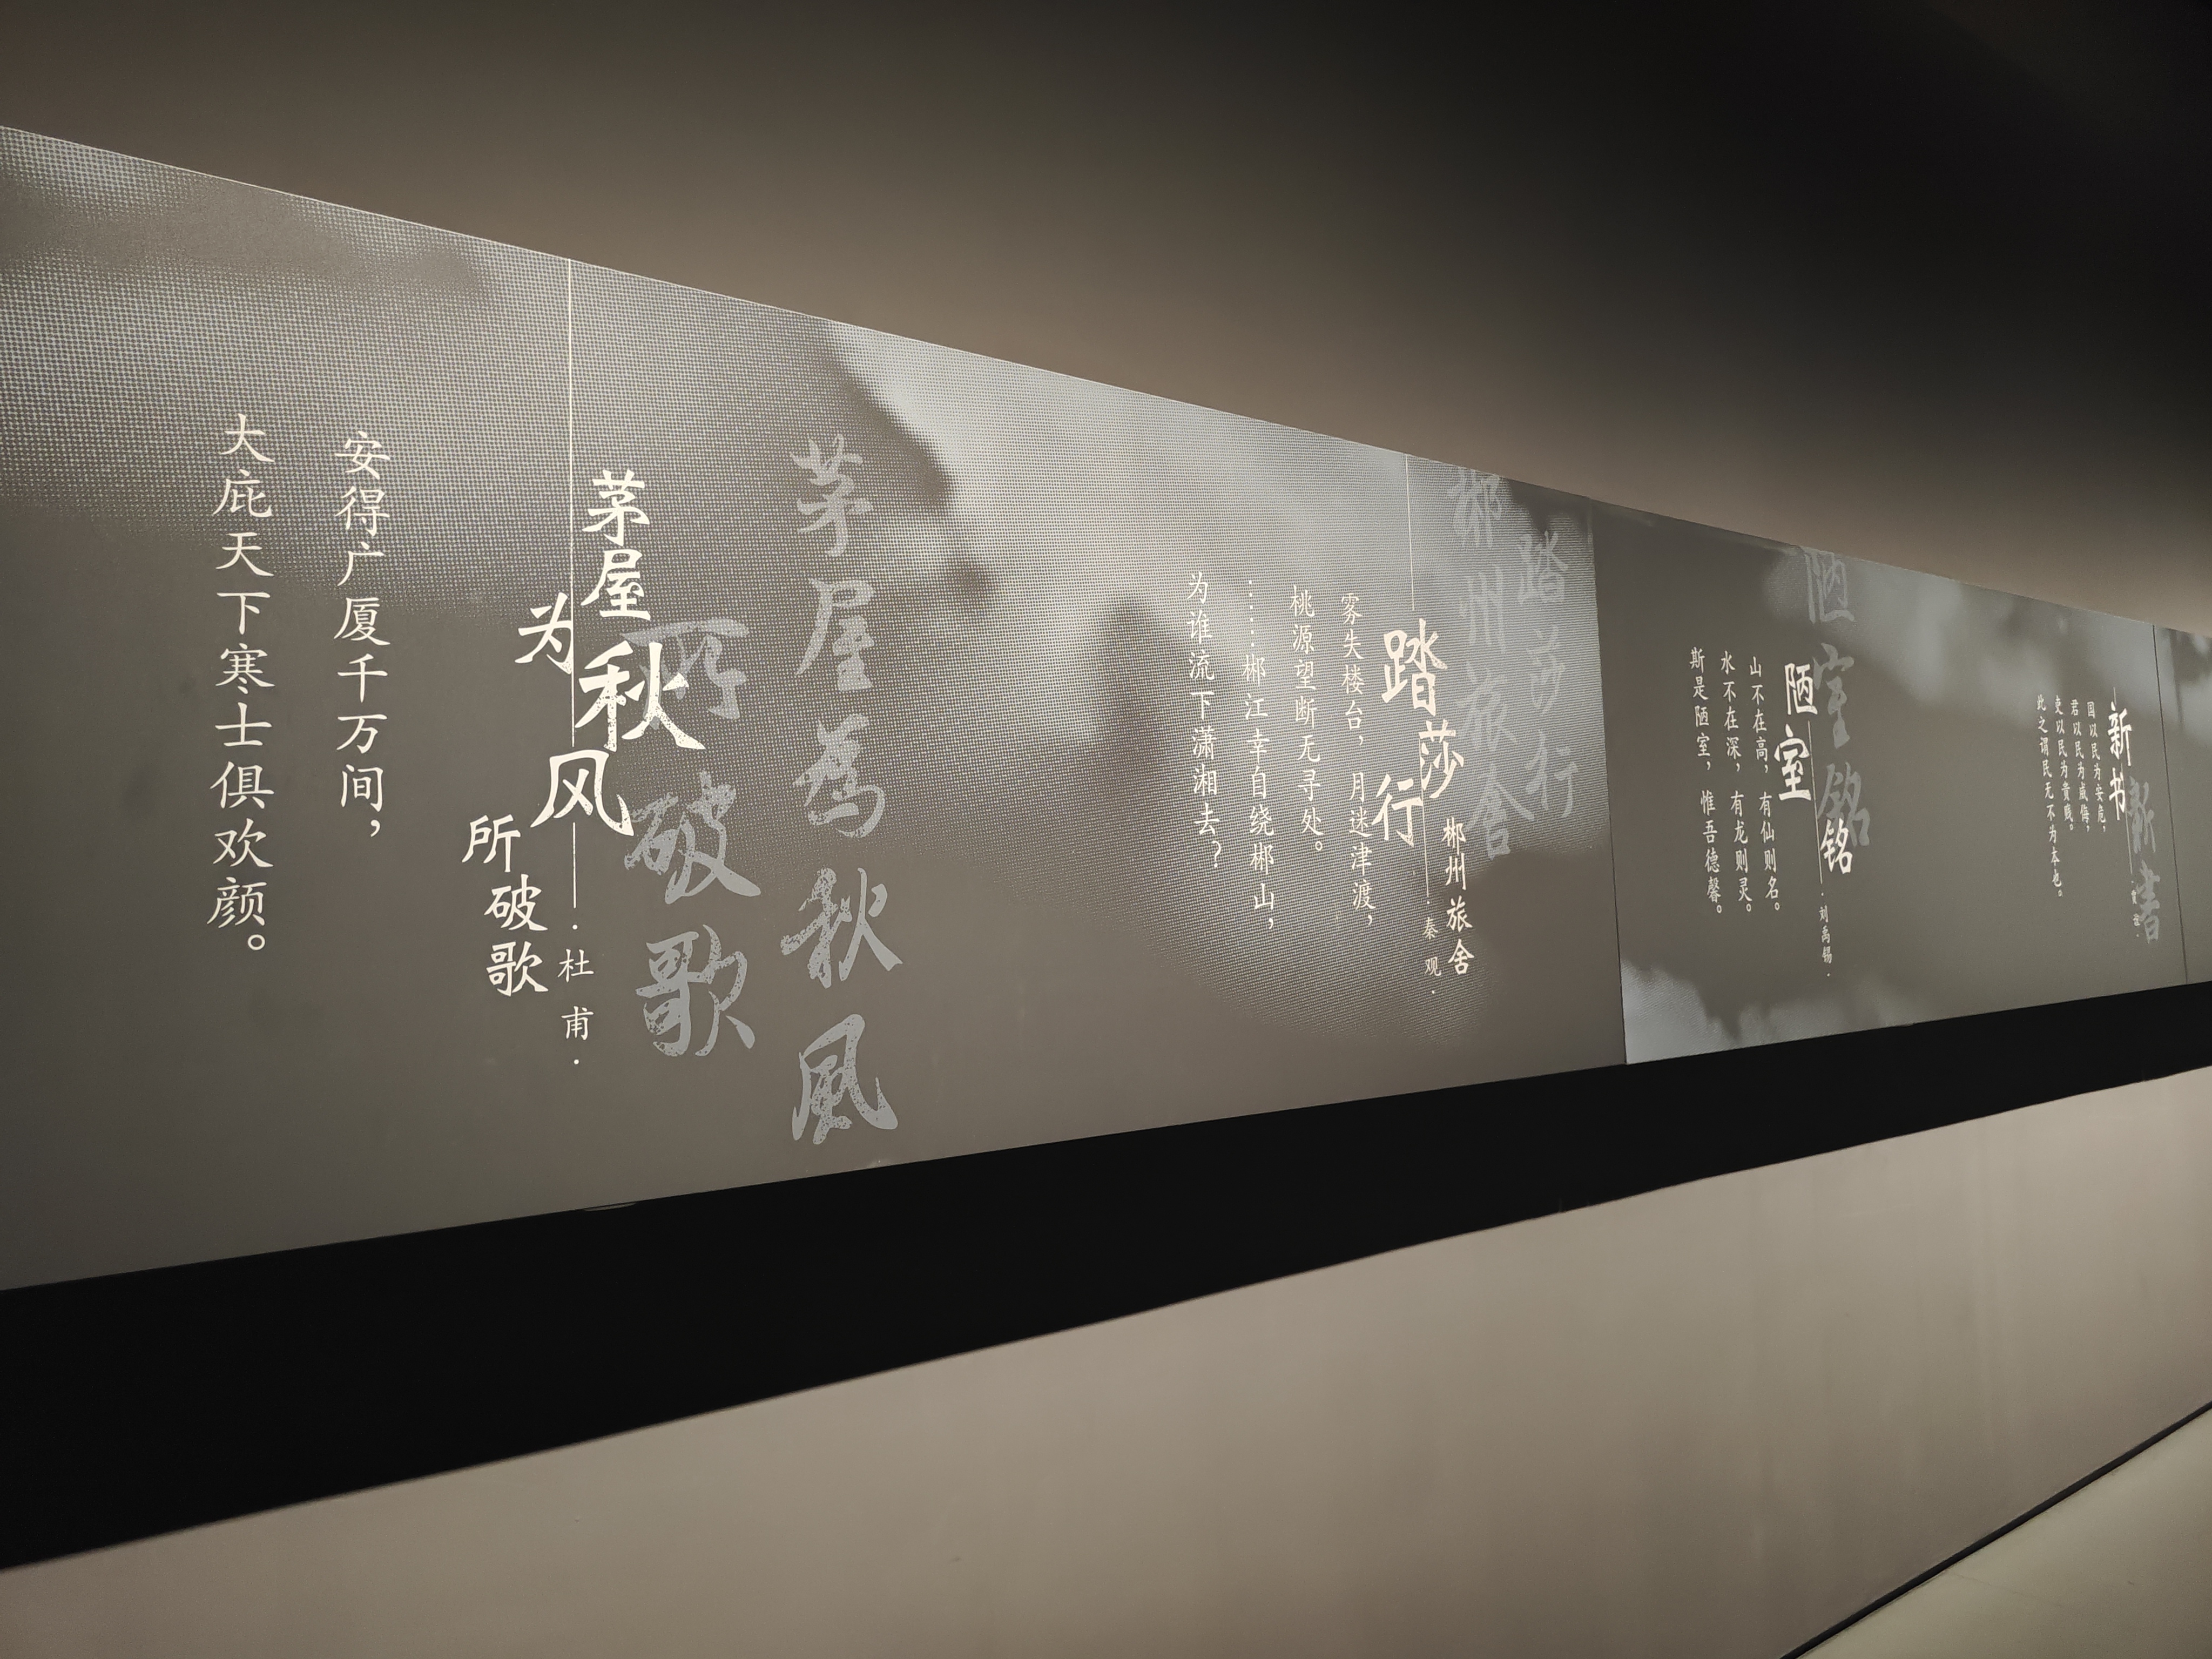 新書
新书
国以民为安危，
君以民为威侮，
吏以民为贵贱。
此之谓民无不为本也。
陋室銘
陋室铭
·刘禹锡·
山不在高，有仙则名。
水不在深，有龙则灵。
斯是陋室，惟吾德馨。
踏莎行
郴州旅舍
踏莎行
郴州旅舍
·秦观·
雾失楼台，月迷津渡，
桃源望断无寻处。
……郴江幸自绕郴山，
为谁流下潇湘去？
茅屋為秋風
所破歌
茅屋为秋风
所破歌
·杜甫·
安得广厦千万间，
大庇天下寒士俱欢颜。